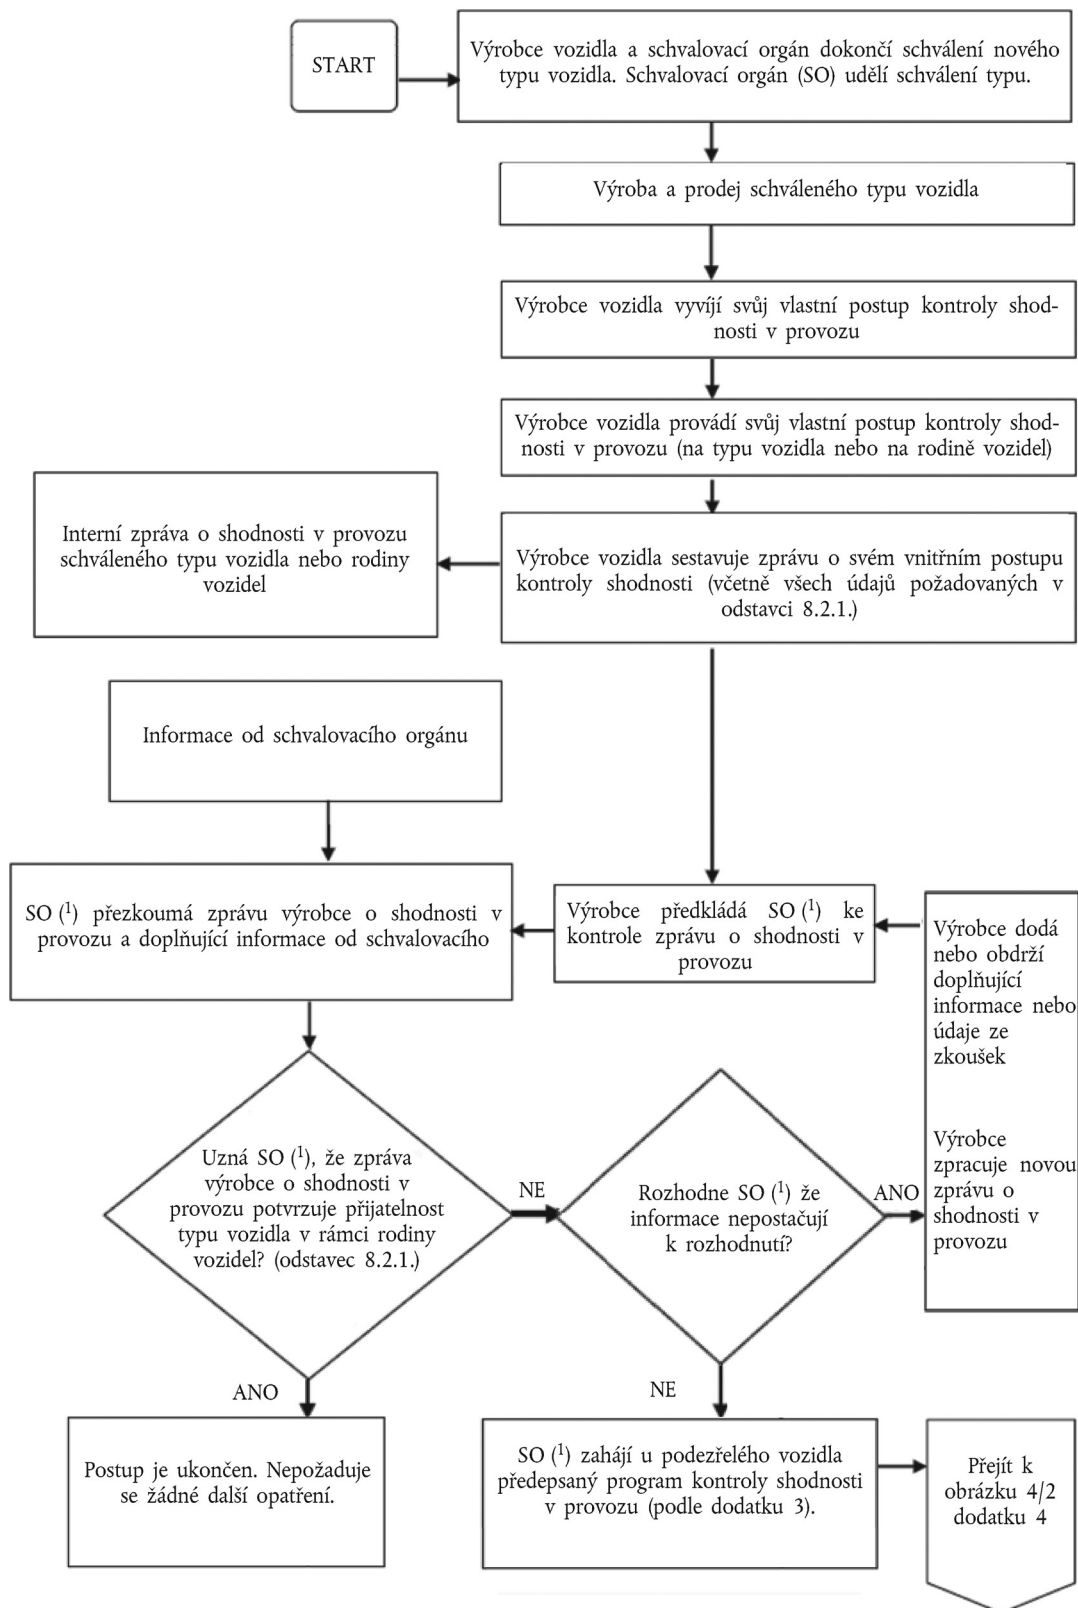 START
Výrobce vozidla a schvalovací orgán dokončí schválení nového
typu vozidla. Schvalovací orgán (SO) udělí schválení typu.
Výroba a prodej schváleného typu vozidla
Výrobce vozidla vyvíjí svůj vlastní postup kontroly shod-
nosti v provozu
Výrobce vozidla provádí svůj vlastní postup kontroly shod-
nosti v provozu (na typu vozidla nebo na rodině vozidel)
Interní zpráva o shodnosti v provozu
schváleného typu vozidla nebo rodiny
vozidel
Výrobce vozidla sestavuje zprávu o svém vnitřním postupu
kontroly shodnosti (včetně všech údajů požadovaných v
odstavci 8.2.1.)
Informace od schvalovacího orgánu
SO (¹) přezkoumá zprávu výrobce o shodnosti v
provozu a doplňující informace od schvalovacího
Výrobce předkládá SO (¹) ke
kontrole zprávu o shodnosti v
provozu
Výrobce dodá
nebo obdrží
doplňující
informace nebo
údaje ze
zkoušek
Výrobce
zpracuje novou
zprávu o
shodnosti v
provozu
Uzná SO (¹), že zpráva
výrobce o shodnosti v
provozu potvrzuje přijatelnost
typu vozidla v rámci rodiny
vozidel? (odstavec 8.2.1.)
NE
Rozhodne SO (¹) že
informace nepostačují
k rozhodnutí?
ANO
ANO
NE
Postup je ukončen. Nepožaduje
se žádné další opatření.
SO (¹) zahájí u podezřelého vozidla
předepsaný program kontroly shodnosti
v provozu (podle dodatku 3).
Přejít k
obrázku 4/2
dodatku 4